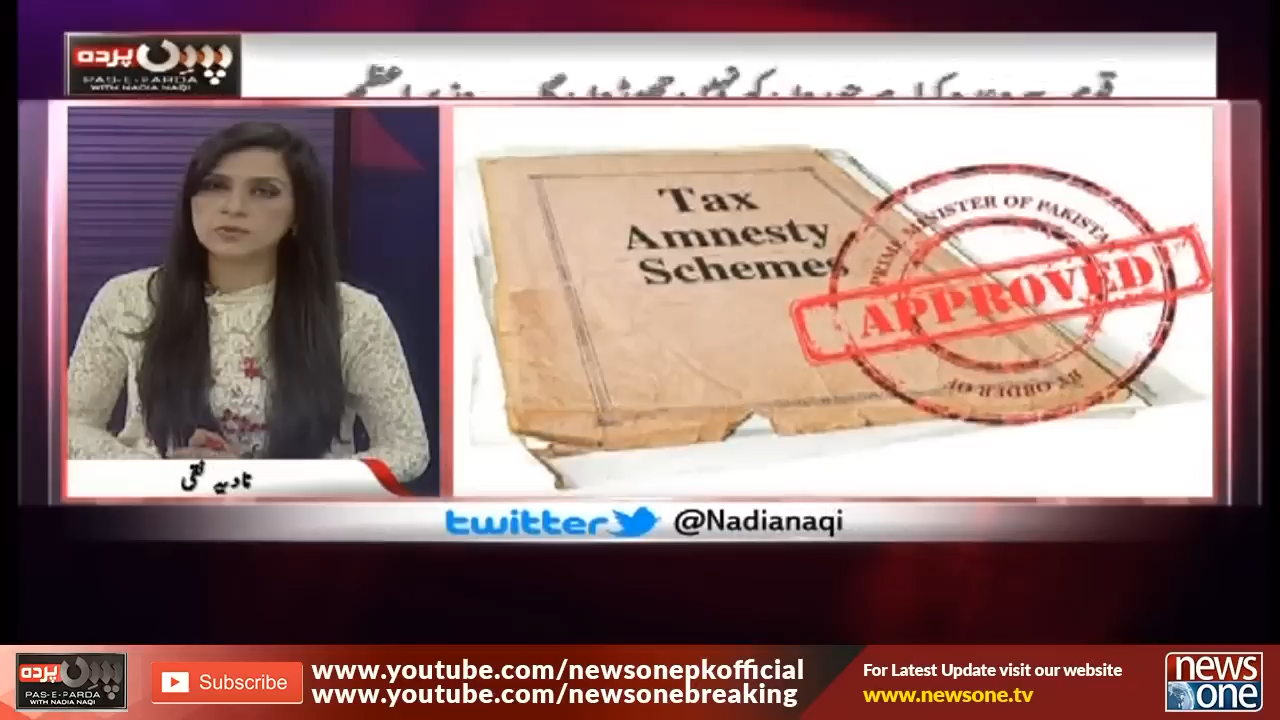 پس پردہ
PAS-E-PARDA
WITH NADIA NAQI
Tax
Amnesty
Schemes
PRIME MINISTER OF PAKISTA
APPROVED
BY ORDER OF
نادیہ نقی
twitter @Nadianaqi
پس پردہ
PAS-E-PARDA
WITH NADIA NAQI
Subscribe
www.youtube.com/newsonepkofficial
www.youtube.com/newsonebreaking
For Latest Update visit our website
www.newsone.tv
news
one